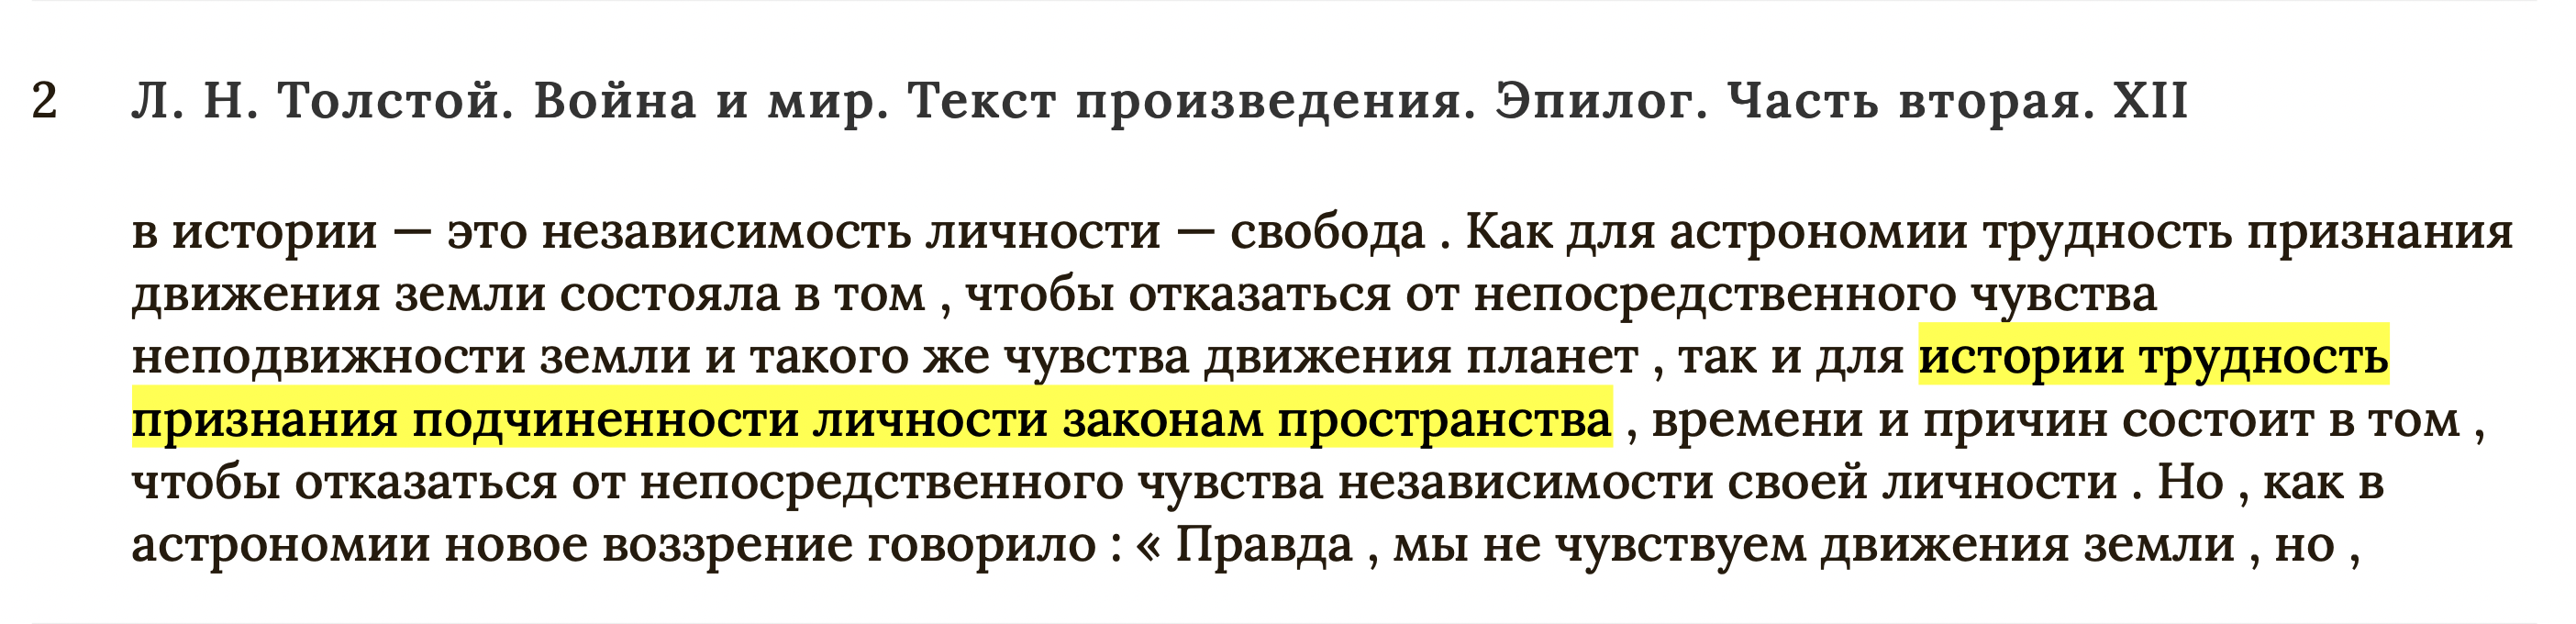 2 Л. Н. Толстой. Война и мир. Текст произведения. Эпилог. Часть вторая. XII
в истории — это независимость личности — свобода . Как для астрономии трудность признания
движения земли состояла в том , чтобы отказаться от непосредственного чувства
неподвижности земли и такого же чувства движения планет , так и для истории трудность
признания подчиненности личности законам пространства , времени и причин состоит в том ,
чтобы отказаться от непосредственного чувства независимости своей личности . Но , как в
астрономии новое воззрение говорило : « Правда , мы не чувствуем движения земли , но ,